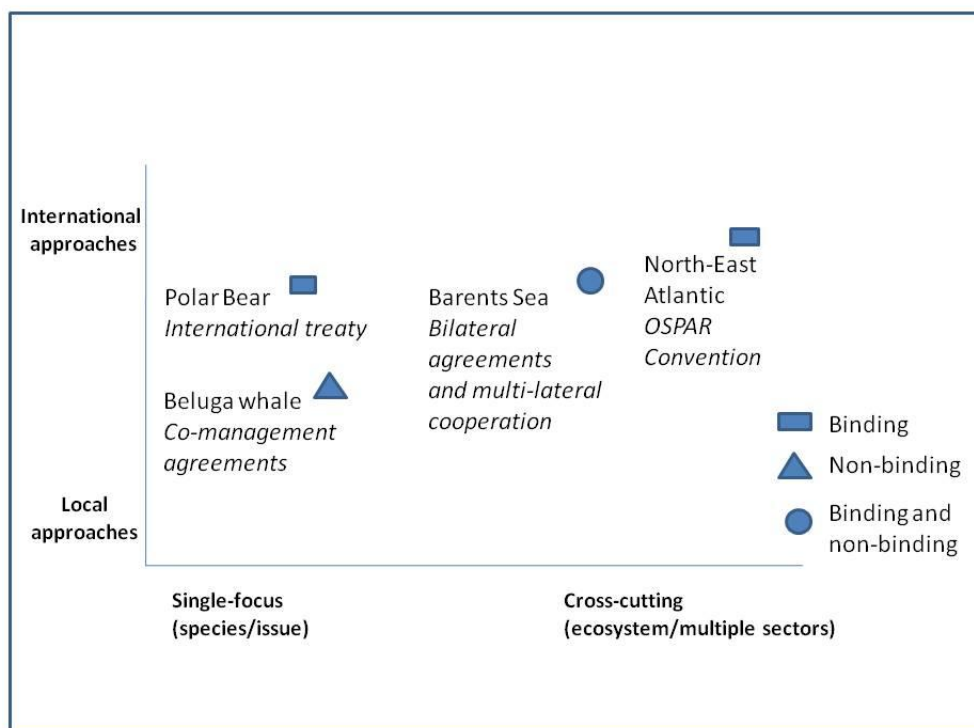 International
approaches
Polar Bear
International treaty
Beluga whale
Co-management
agreements
Barents Sea
Bilateral
agreements
and multi-lateral
cooperation
North-East
Atlantic
OSPAR
Convention
Binding
Non-binding
Binding and
non-binding
Local
approaches
Single-focus
(species/issue)
Cross-cutting
(ecosystem/multiple sectors)